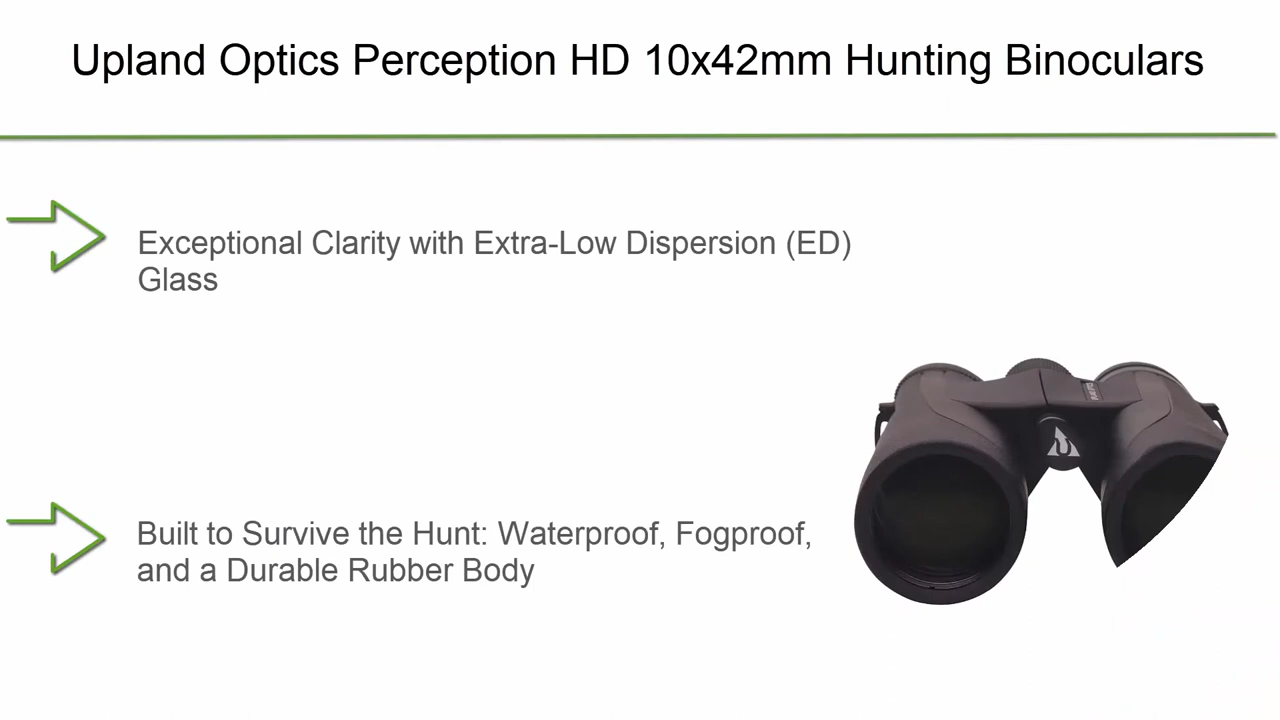 Upland Optics Perception HD 10x42mm Hunting Binoculars
Exceptional Clarity with Extra-Low Dispersion (ED)
Glass
Built to Survive the Hunt: Waterproof, Fogproof,
and a Durable Rubber Body